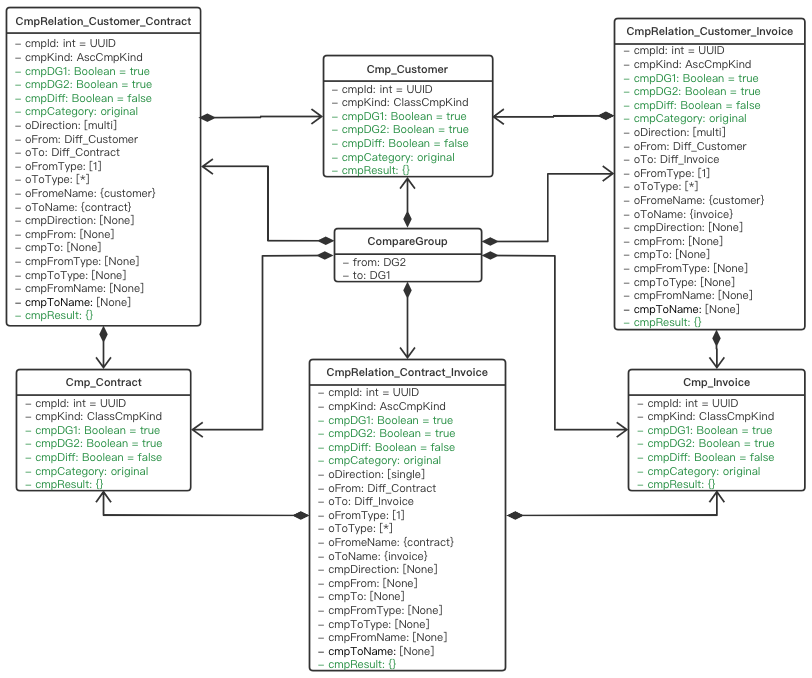 CmpRelation_Customer_Contract
– cmpId: int = UUID
– cmpKind: AscCmpKind
– cmpDG1: Boolean = true
– cmpDG2: Boolean = true
– cmpDiff: Boolean = false
– cmpCategory: original
– oDirection: [multi]
– oFrom: Diff_Customer
– oTo: Diff_Contract
– oFromType: [1]
– oToType: [*]
– oFromeName: {customer}
– oToName: {contract}
– cmpDirection: [None]
– cmpFrom: [None]
– cmpTo: [None]
– cmpFromType: [None]
– cmpToType: [None]
– cmpFromName: [None]
– cmpToName: [None]
– cmpResult: {}
Cmp_Customer
– cmpId: int = UUID
– cmpKind: ClassCmpKind
– cmpDG1: Boolean = true
– cmpDG2: Boolean = true
– cmpDiff: Boolean = false
– cmpCategory: original
– cmpResult: {}
CmpRelation_Customer_Invoice
– cmpId: int = UUID
– cmpKind: AscCmpKind
– cmpDG1: Boolean = true
– cmpDG2: Boolean = true
– cmpDiff: Boolean = false
– cmpCategory: original
– oDirection: [multi]
– oFrom: Diff_Customer
– oTo: Diff_Invoice
– oFromType: [1]
– oToType: [*]
– oFromeName: {customer}
– oToName: {invoice}
– cmpDirection: [None]
– cmpFrom: [None]
– cmpTo: [None]
– cmpFromType: [None]
– cmpToType: [None]
– cmpFromName: [None]
– cmpToName: [None]
– cmpResult: {}
CompareGroup
– from: DG2
– to: DG1
Cmp_Contract
– cmpId: int = UUID
– cmpKind: ClassCmpKind
– cmpDG1: Boolean = true
– cmpDG2: Boolean = true
– cmpDiff: Boolean = false
– cmpCategory: original
– cmpResult: {}
CmpRelation_Contract_Invoice
– cmpId: int = UUID
– cmpKind: AscCmpKind
– cmpDG1: Boolean = true
– cmpDG2: Boolean = true
– cmpDiff: Boolean = false
– cmpCategory: original
– oDirection: [single]
– oFrom: Diff_Contract
– oTo: Diff_Invoice
– oFromType: [1]
– oToType: [*]
– oFromeName: {contract}
– oToName: {invoice}
– cmpDirection: [None]
– cmpFrom: [None]
– cmpTo: [None]
– cmpFromType: [None]
– cmpToType: [None]
– cmpFromName: [None]
– cmpToName: [None]
– cmpResult: {}
Cmp_Invoice
– cmpId: int = UUID
– cmpKind: ClassCmpKind
– cmpDG1: Boolean = true
– cmpDG2: Boolean = true
– cmpDiff: Boolean = false
– cmpCategory: original
– cmpResult: {}